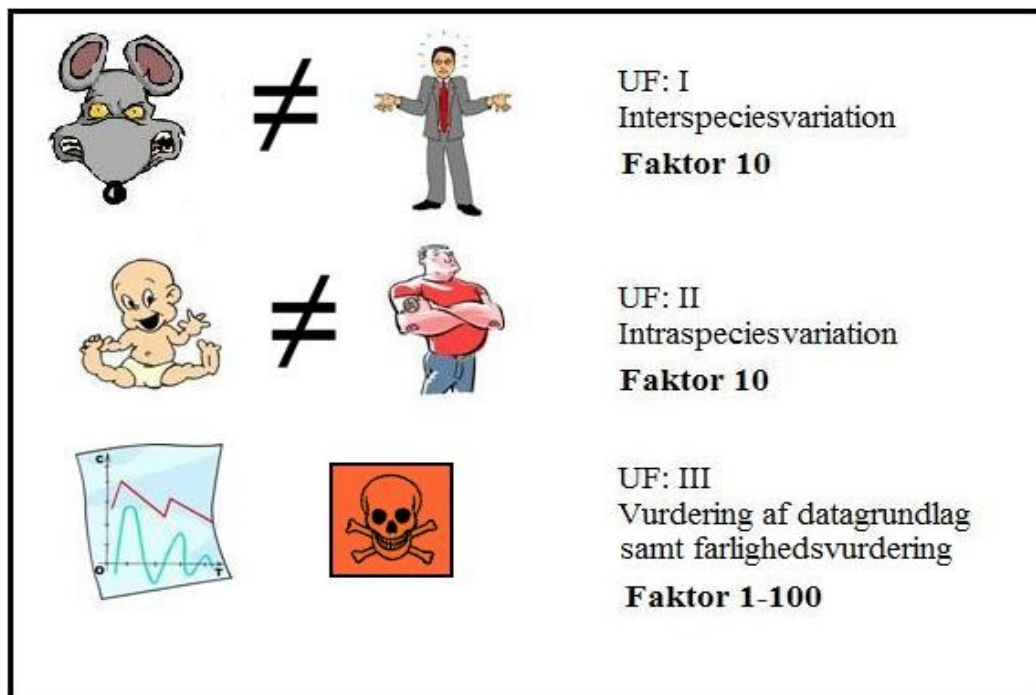 ≠
UF: I
Interspeciesvariation
Faktor 10
≠
UF: II
Intraspeciesvariation
Faktor 10
C
O
T
UF: III
Vurdering af datagrundlag
samt farlighedsvurdering
Faktor 1-100